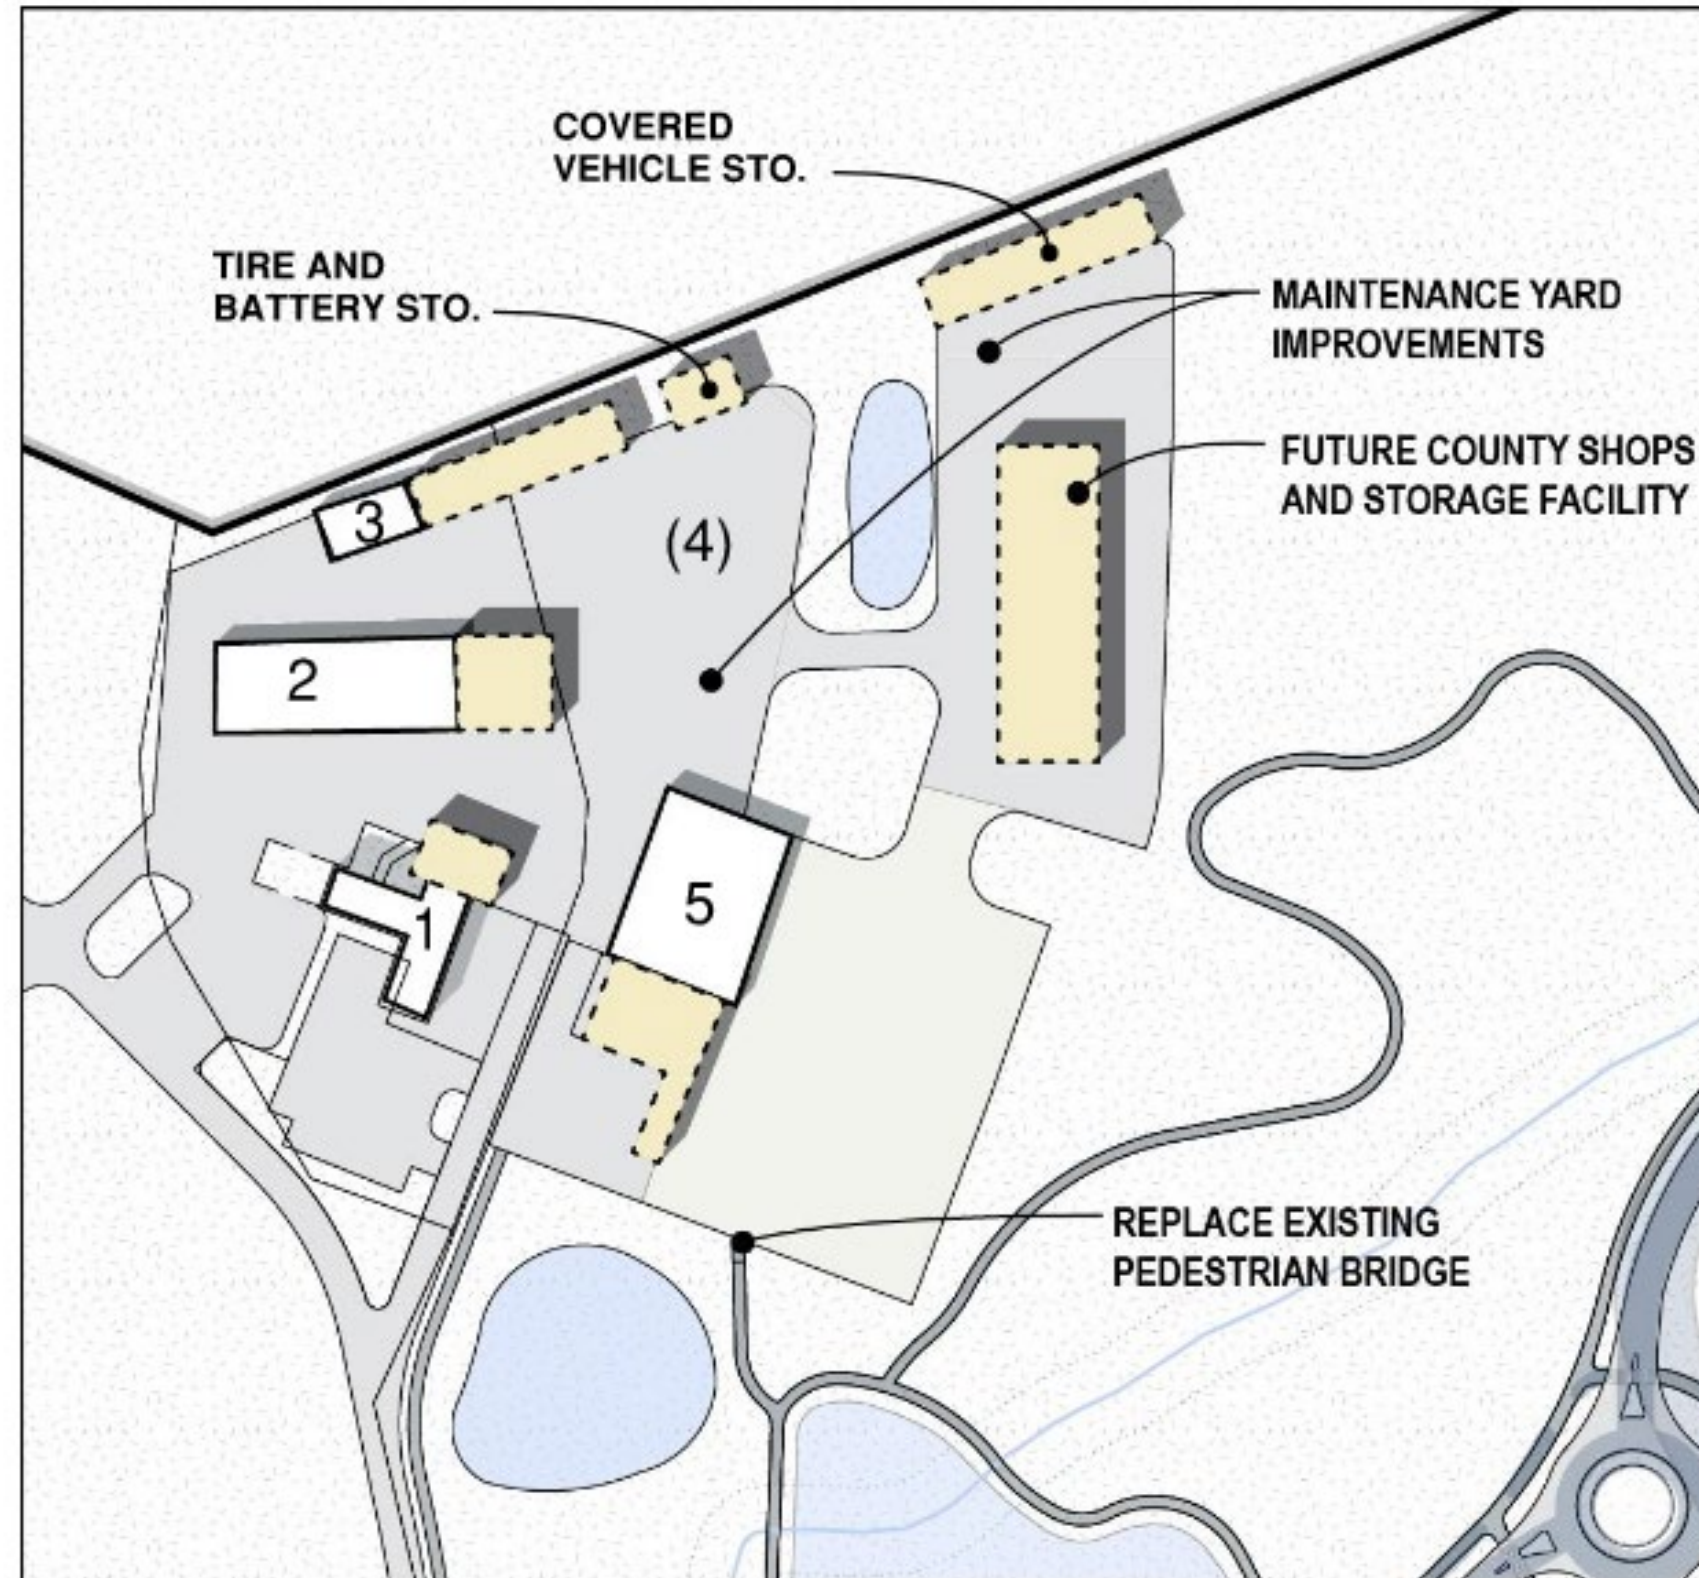 COVERED
VEHICLE STO.
TIRE AND
BATTERY STO.
MAINTENANCE YARD
IMPROVEMENTS
FUTURE COUNTY SHOPS
AND STORAGE FACILITY
3
(4)
2
5
1
REPLACE EXISTING
PEDESTRIAN BRIDGE